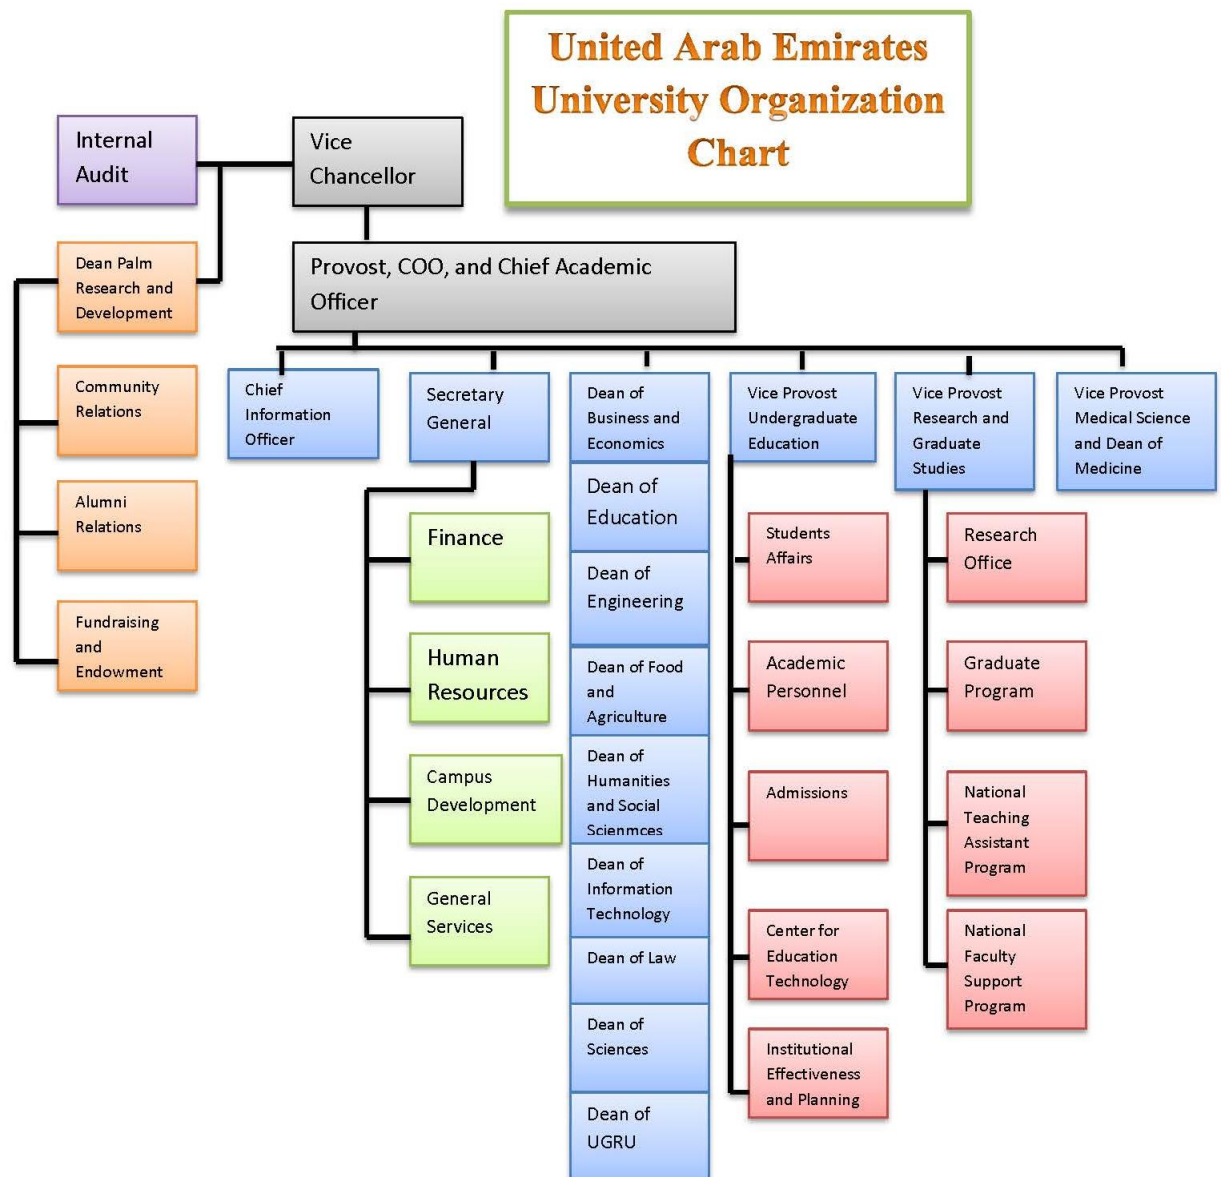 United Arab Emirates
University Organization
Chart
Internal
Audit
Vice
Chancellor
Dean Palm
Research and
Development
Provost, COO, and Chief Academic
Officer
Community
Relations
Alumni
Relations
Fundraising
and
Endowment
Chief
Information
Officer
Secretary
General
Finance
Human
Resources
Campus
Development
General
Services
Dean of
Business and
Economics
Dean of
Education
Dean of
Engineering
Dean of Food
and
Agriculture
Dean of
Humanities
and Social
Scienmces
Dean of
Information
Technology
Dean of Law
Dean of
Sciences
Dean of
UGRU
Vice Provost
Undergraduate
Education
Students
Affairs
Academic
Personnel
Admissions
Center for
Education
Technology
Institutional
Effectiveness
and Planning
Vice Provost
Research and
Graduate
Studies
Research
Office
Graduate
Program
National
Teaching
Assistant
Program
National
Faculty
Support
Program
Vice Provost
Medical Science
and Dean of
Medicine